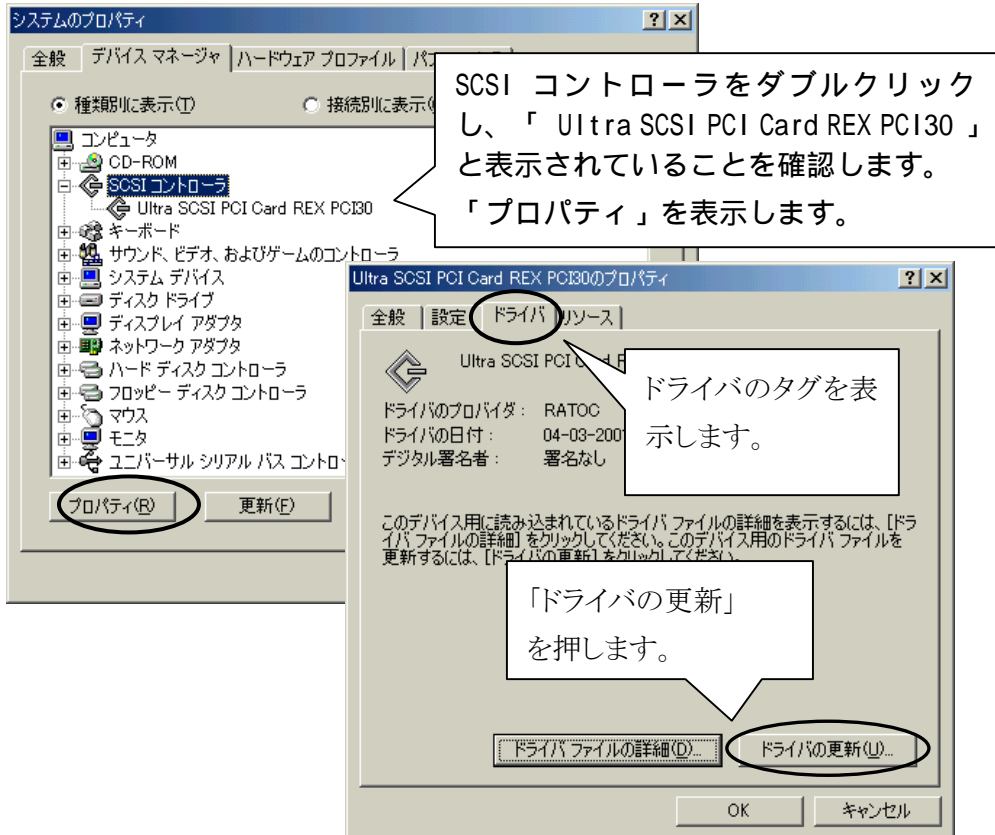 システムのプロパティ
全般 デバイス マネージャ ハードウェア プロファイル
種類別に表示(T) 接続別に表示
コンピュータ
CD-ROM
SCSI コントローラ
Ultra SCSI PCI Card REX PCI30
キーボード
サウンド、ビデオ、およびゲームのコントローラ
システム デバイス
ディスク ドライブ
ディスプレイ アダプタ
ネットワーク アダプタ
ハード ディスク コントローラ
フロッピー ディスク コントローラ
マウス
モニタ
ユニバーサル シリアル バス コントロ
プロパティ(R) 更新(F)
SCSI コントローラをダブルクリック
し、「 Ultra SCSI PCI Card REX PCI30 」
と表示されていることを確認します。
「プロパティ」を表示します。
Ultra SCSI PCI Card REX PCI30のプロパティ
全般 設定 ドライバ リソース
Ultra SCSI PCI
ドライバのプロバイダ： RATOC
ドライバの日付： 04-03-2001
デジタル署名者： 署名なし
ドライバのタグを表
示します。
このデバイス用に読み込まれているドライバ ファイルの詳細を表示するには、[ドラ
イバ ファイルの詳細] をクリックしてください。このデバイス用のドライバ ファイルを
更新するには、[ドライバの更新] をクリックしてください。
「ドライバの更新」
を押します。
ドライバ ファイルの詳細(D)... ドライバの更新(U)...
OK キャンセル